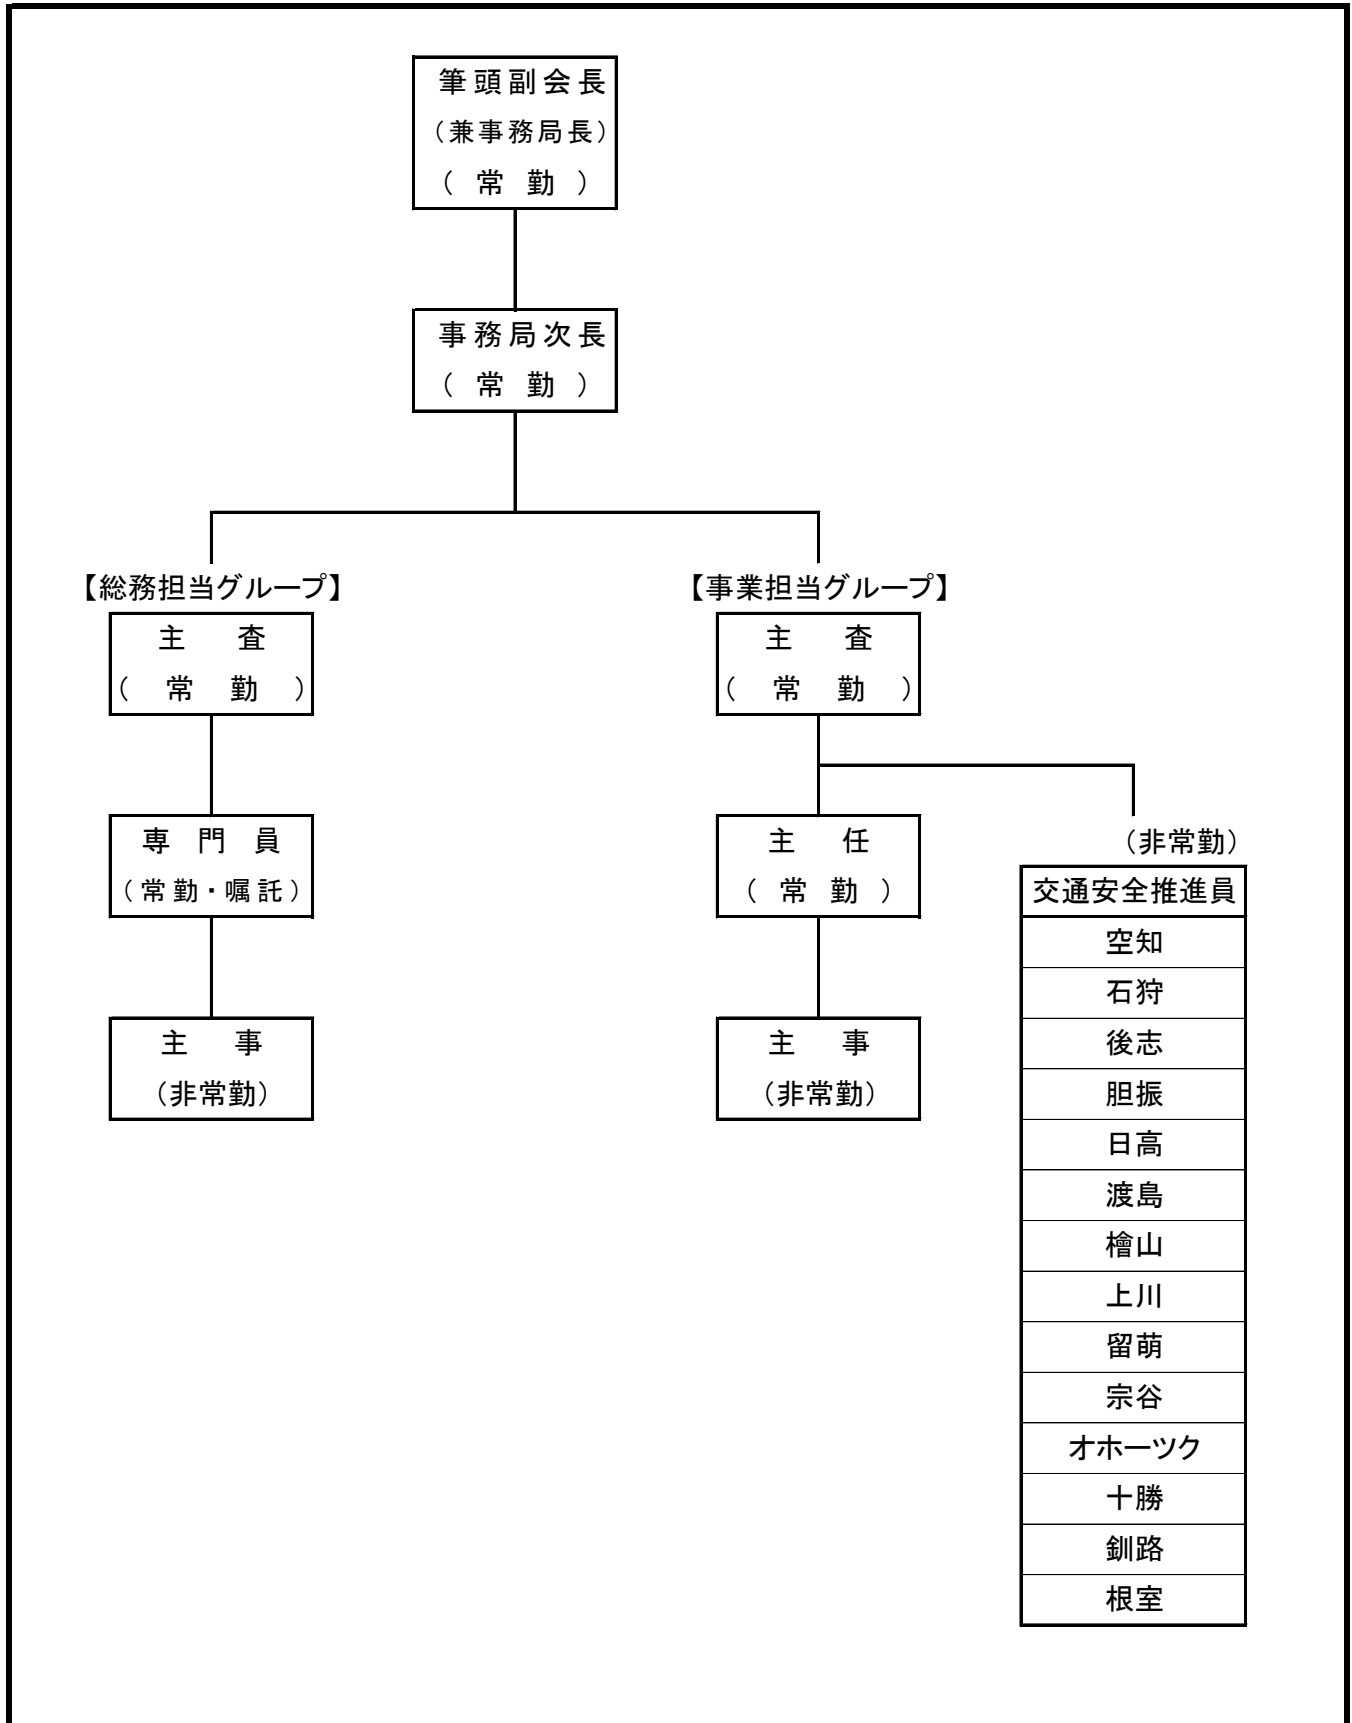 筆頭副会長
（兼事務局長）
（常勤）
事務局次長
（常勤）
【総務担当グループ】
主査
（常勤）
専門員
（常勤・嘱託）
主事
（非常勤）
【事業担当グループ】
主査
（常勤）
主任
（常勤）
主事
（非常勤）
（非常勤）
交通安全推進員
空知
石狩
後志
胆振
日高
渡島
檜山
上川
留萌
宗谷
オホーツク
十勝
釧路
根室